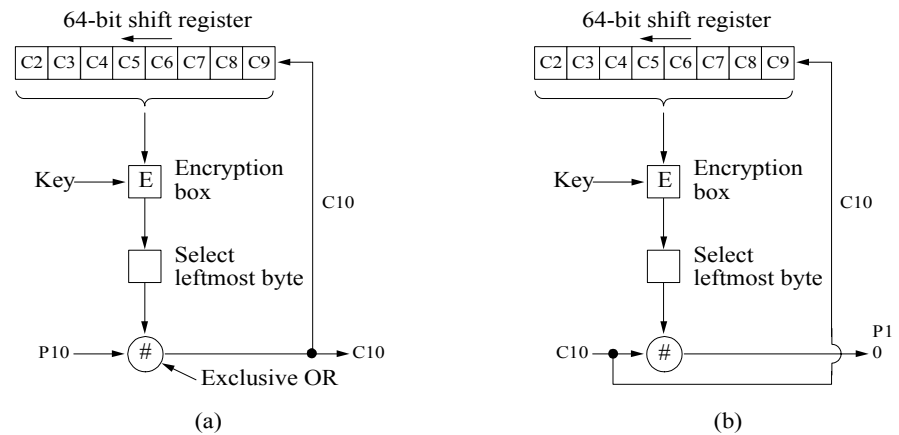 64-bit shift register
C2 C3 C4 C5 C6 C7 C8 C9
Key
E
Encryption
box
C10
Select
leftmost byte
P10
#
C10
Exclusive OR
(a)
64-bit shift register
C2 C3 C4 C5 C6 C7 C8 C9
Key
E
Encryption
box
C10
Select
leftmost byte
C10
#
P1
0
(b)